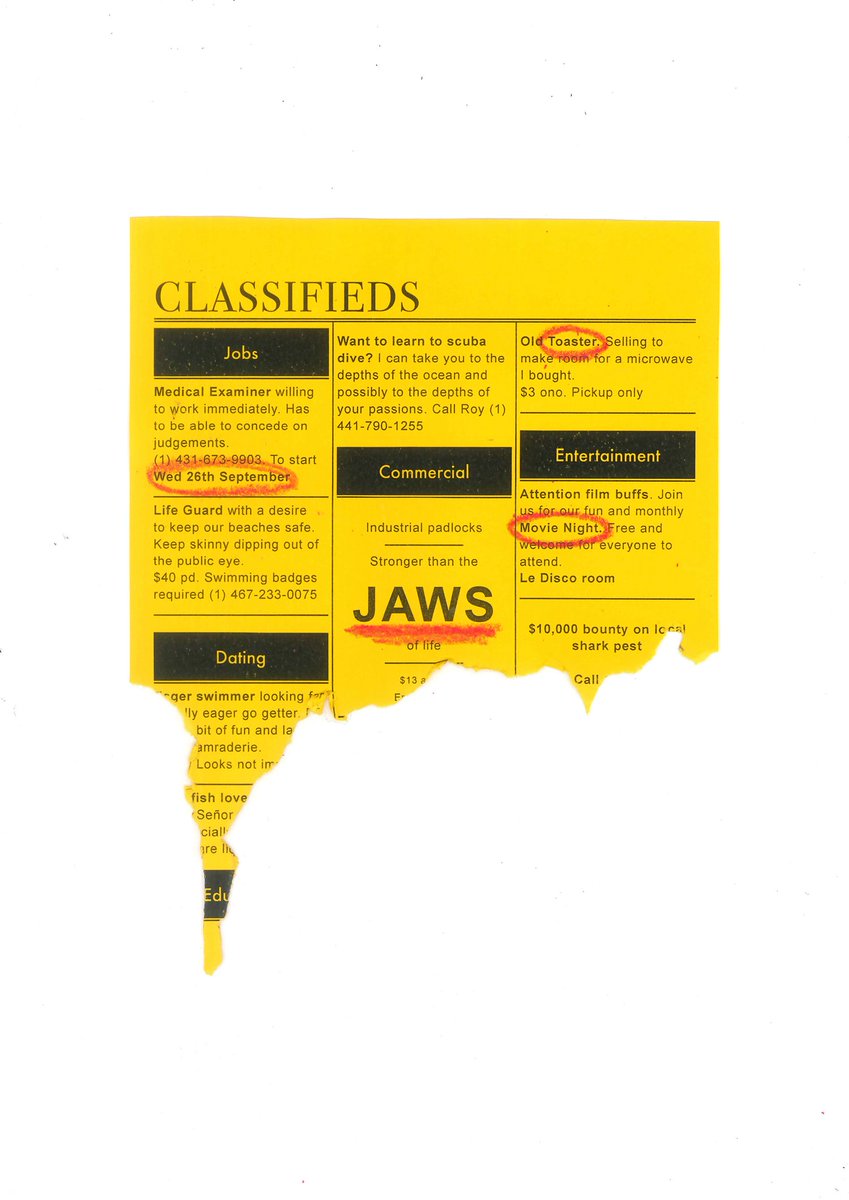 CLASSIFIEDS
Jobs
Medical Examiner willing
to work immediately. Has
to be able to concede on
judgements.
(1) 431-673-9903. To start
Wed 26th September
Life Guard with a desire
to keep our beaches safe.
Keep skinny dipping out of
the public eye.
$40 pd. Swimming badges
required (1) 467-233-0075
Dating
swimmer looking
eager go getter.
bit of fun and
Looks not
fish
Señor
Want to learn to scuba
dive? I can take you to the
depths of the ocean and
possibly to the depths of
your passions. Call Roy (1)
441-790-1255
Commercial
Industrial padlocks
Stronger than the
JAWS
of life
$13
Old Toaster. Selling to
make room for a microwave
I bought.
$3 ono. Pickup only
Entertainment
Attention film buffs. Join
us for our fun and monthly
Movie Night. Free and
welcome for everyone to
attend.
Le Disco room
$10,000 bounty on local
shark pest
Call